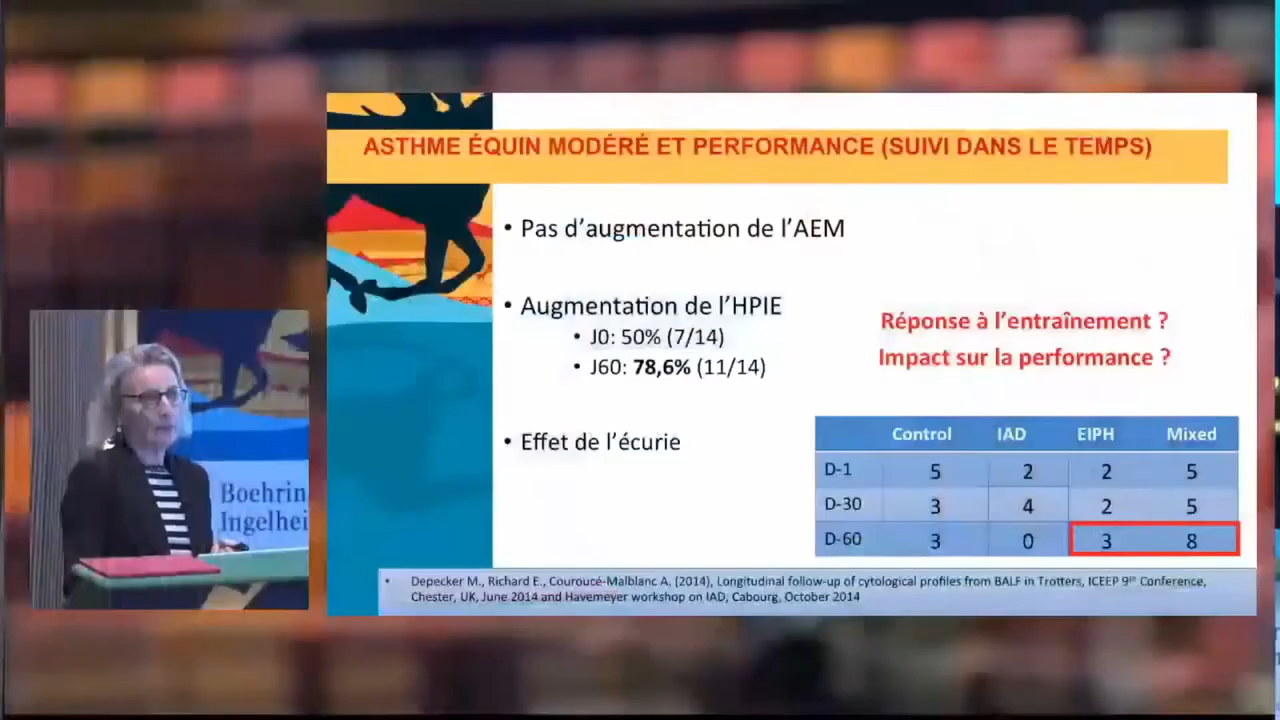 ASTHME ÉQUIN MODÉRÉ ET PERFORMANCE (SUIVI DANS LE TEMPS)
• Pas d'augmentation de l'AEM
• Augmentation de l'HPIE
• J0: 50% (7/14)
• J60: 78,6% (11/14)
• Effet de l'écurie
Réponse à l'entraînement ?
Impact sur la performance ?
Control IAD EIPH Mixed
D-1 5 2 2 5
D-30 3 4 2 5
D-60 3 0 3 8
• Depecker M., Richard E., Couroucé-Malblanc A. (2014), Longitudinal follow-up of cytological profiles from BALF in Trotters, ICEEP 9th Conference,
Chester, UK, June 2014 and Havemeyer workshop on IAD, Cabourg, October 2014
Boehrin
Ingelhei